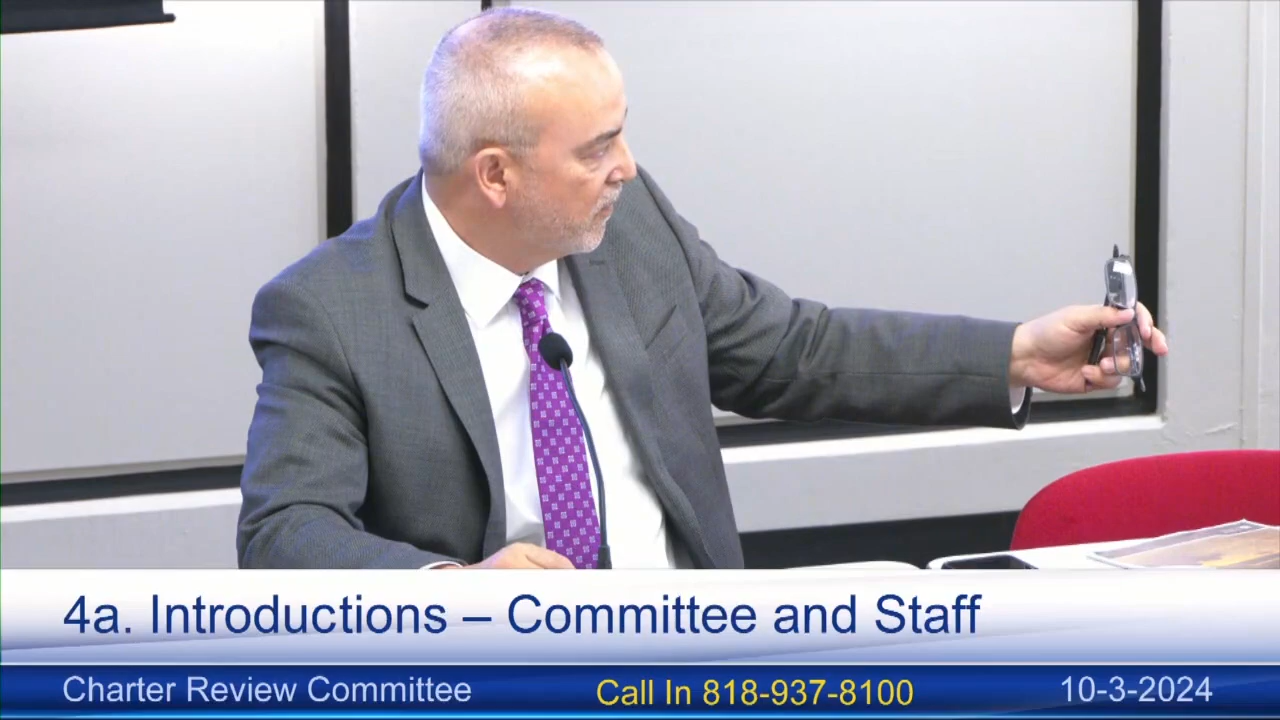 4a. Introductions – Committee and Staff
Charter Review Committee
Call In 818-937-8100
10-3-2024